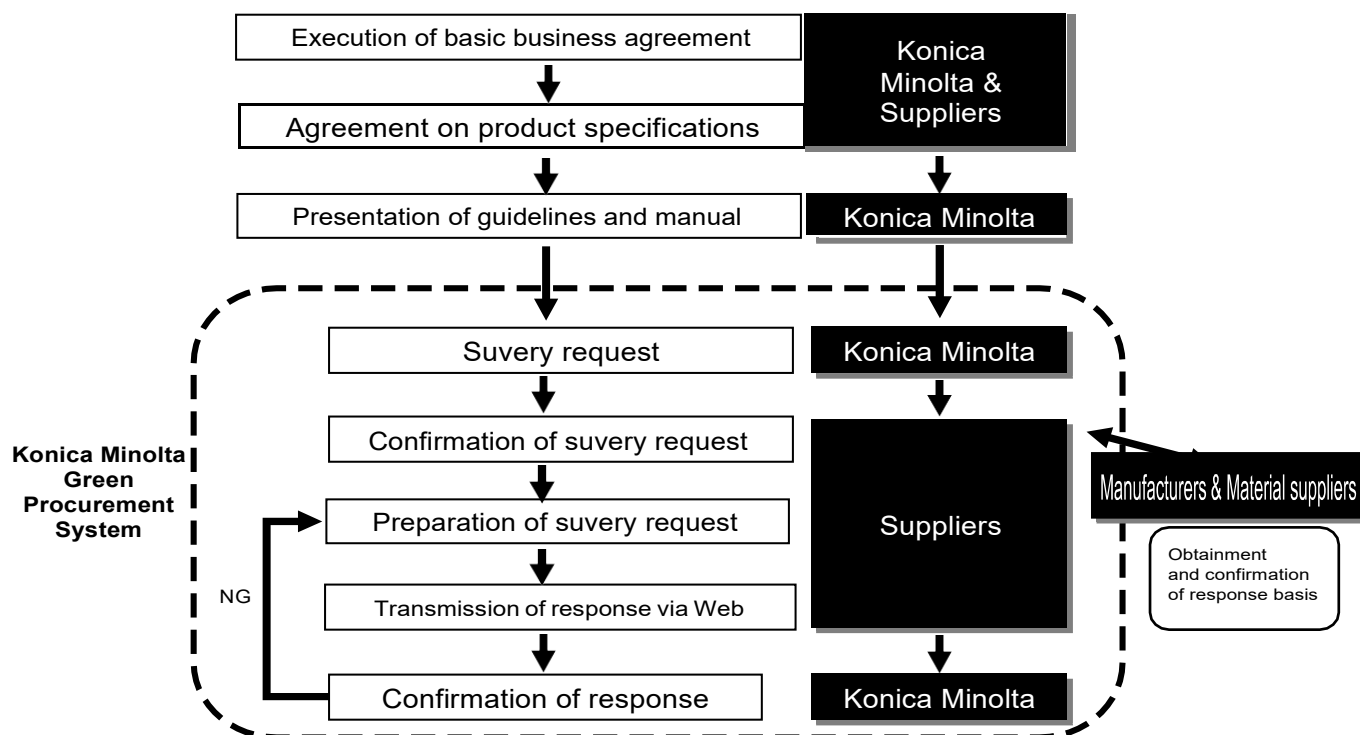 Execution of basic business agreement
Konica
Minolta &
Suppliers
Agreement on product specifications
Presentation of guidelines and manual
Konica Minolta
Suvery request
Konica Minolta
Confirmation of suvery request
Konica Minolta
Green
Procurement
System
Manufacturers & Material suppliers
Preparation of suvery request
Suppliers
Obtainment
and confirmation
of response basis
NG
Transmission of response via Web
Confirmation of response
Konica Minolta